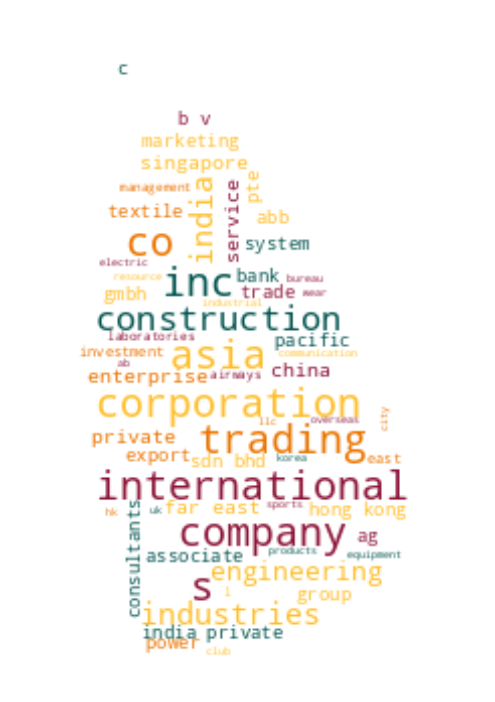 c
b v
marketing
singapore
management
india
service
pte
textile
abb
co
system
electric
resource
inc
bank
bureau
gmbh
trade
wear
industrial
construction
laboratories
pacific
investment
asia
communication
ab
enterprise
airways
china
corporation
llc
overseas
city
private
trading
export
sdn bhd
korea
east
international
hk
consultants
uk
far east
sports
hong kong
company
ag
associate
products
equipment
s
engineering
l
group
industries
india private
power
club